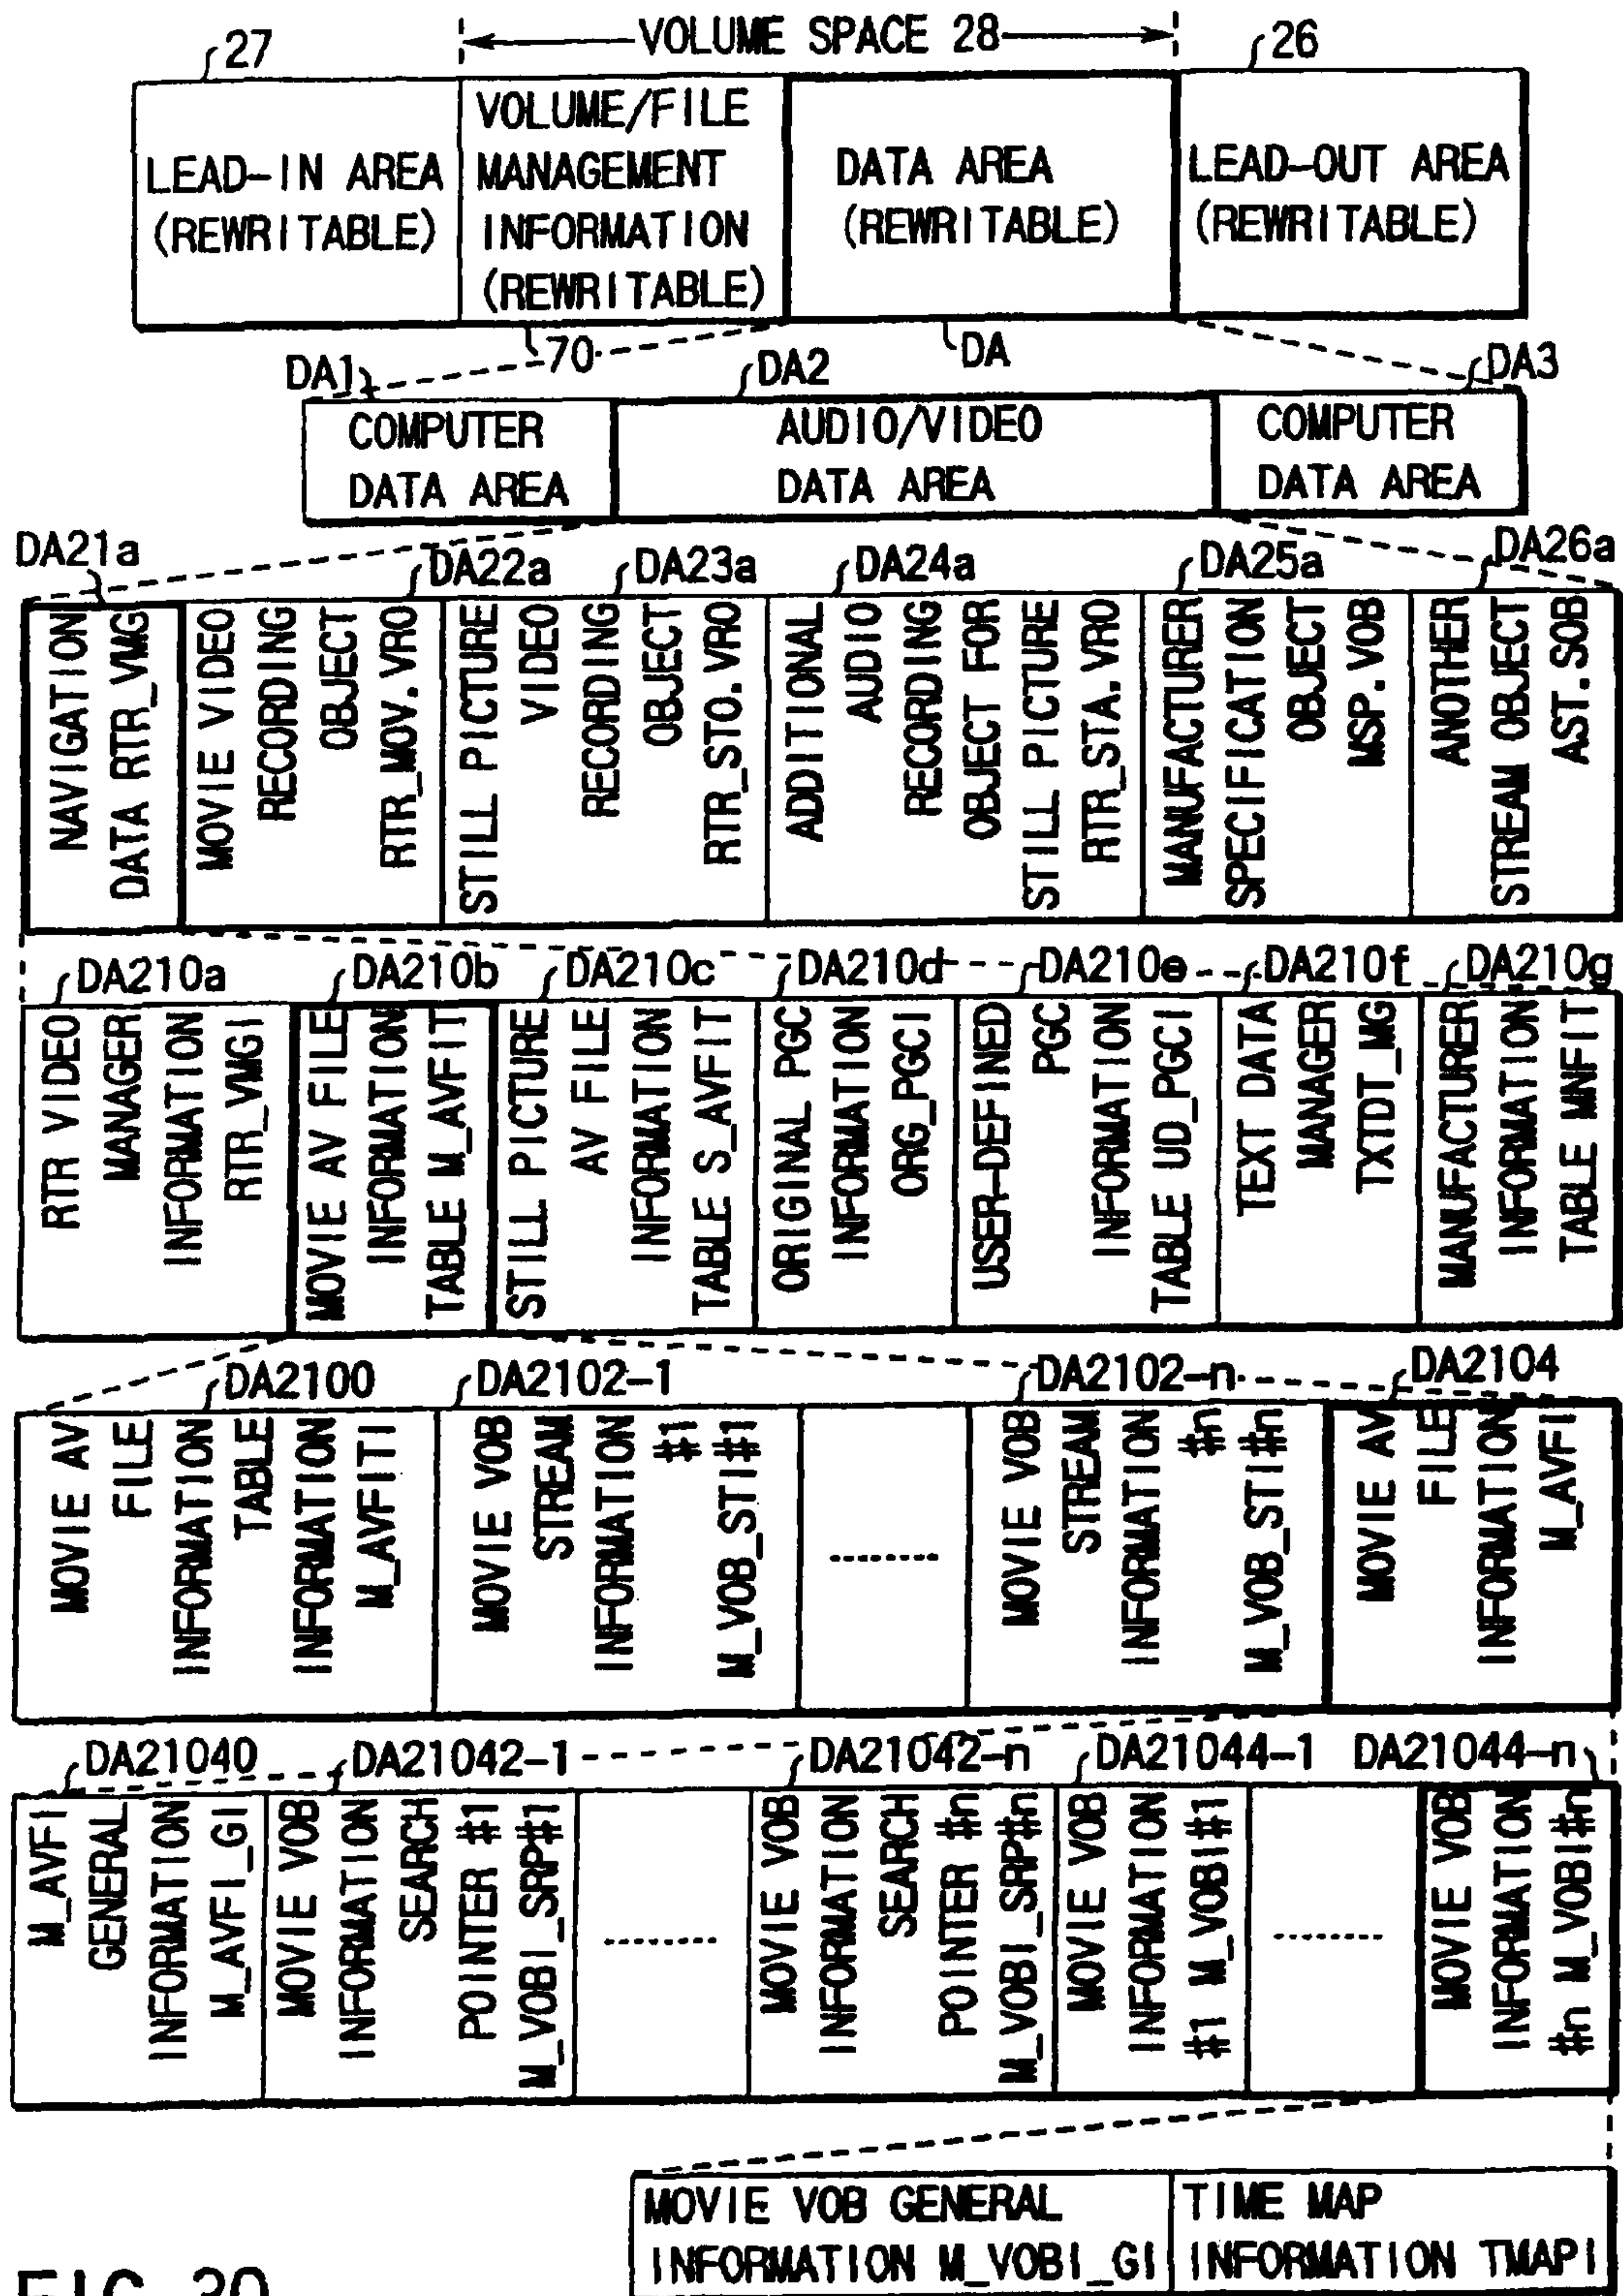 VOLUME SPACE 28
27
26
LEAD-IN AREA
(REWRITABLE)
VOLUME/FILE
MANAGEMENT
INFORMATION
(REWRITABLE)
DATA AREA
(REWRITABLE)
LEAD-OUT AREA
(REWRITABLE)
70
DA
DA1
DA2
DA3
COMPUTER
DATA AREA
AUDIO/VIDEO
DATA AREA
COMPUTER
DATA AREA
DA21a
DA22a
DA23a
DA24a
DA25a
DA26a
NAVIGATION
DATA RTR_VMG
MOVIE VIDEO
RECORDING
OBJECT
RTR_MOV.VRO
STILL PICTURE
VIDEO
RECORDING
OBJECT
RTR_STO.VRO
ADDITIONAL
AUDIO
RECORDING
OBJECT FOR
STILL PICTURE
RTR_STA.VRO
MANUFACTURER
SPECIFICATION
OBJECT
MSP.VOB
ANOTHER
STREAM OBJECT
AST.SOB
DA210a
DA210b
DA210c
DA210d
DA210e
DA210f
DA210g
RTR VIDEO
MANAGER
INFORMATION
RTR_VMGI
MOVIE AV FILE
INFORMATION
TABLE M_AVFIT
STILL PICTURE
AV FILE
INFORMATION
TABLE S_AVFIT
ORIGINAL PGC
INFORMATION
ORG_PGCI
USER-DEFINED
PGC
INFORMATION
TABLE UD_PGCI
TEXT DATA
MANAGER
TXTDT_MG
MANUFACTURER
INFORMATION
TABLE MNFIT
DA2100
DA2102-1
DA2102-n
DA2104
MOVIE AV
FILE
INFORMATION
TABLE
INFORMATION
M_AVFITI
MOVIE VOB
STREAM
INFORMATION
#1
M_VOB_STI#1
.........
MOVIE VOB
STREAM
INFORMATION
#n
M_VOB_STI#n
MOVIE AV
FILE
INFORMATION
M_AVFI
DA21040
DA21042-1
DA21042-n
DA21044-1
DA21044-n
M_AVFI
GENERAL
INFORMATION
M_AVFI_GI
MOVIE VOB
INFORMATION
SEARCH
POINTER #1
M_VOBI_SRP#1
.........
MOVIE VOB
INFORMATION
SEARCH
POINTER #n
M_VOBI_SRP#n
MOVIE VOB
INFORMATION
#1 M_VOBI#1
.........
MOVIE VOB
INFORMATION
#n M_VOBI#n
MOVIE VOB GENERAL
INFORMATION M_VOBI_GI
TIME MAP
INFORMATION TMAPI